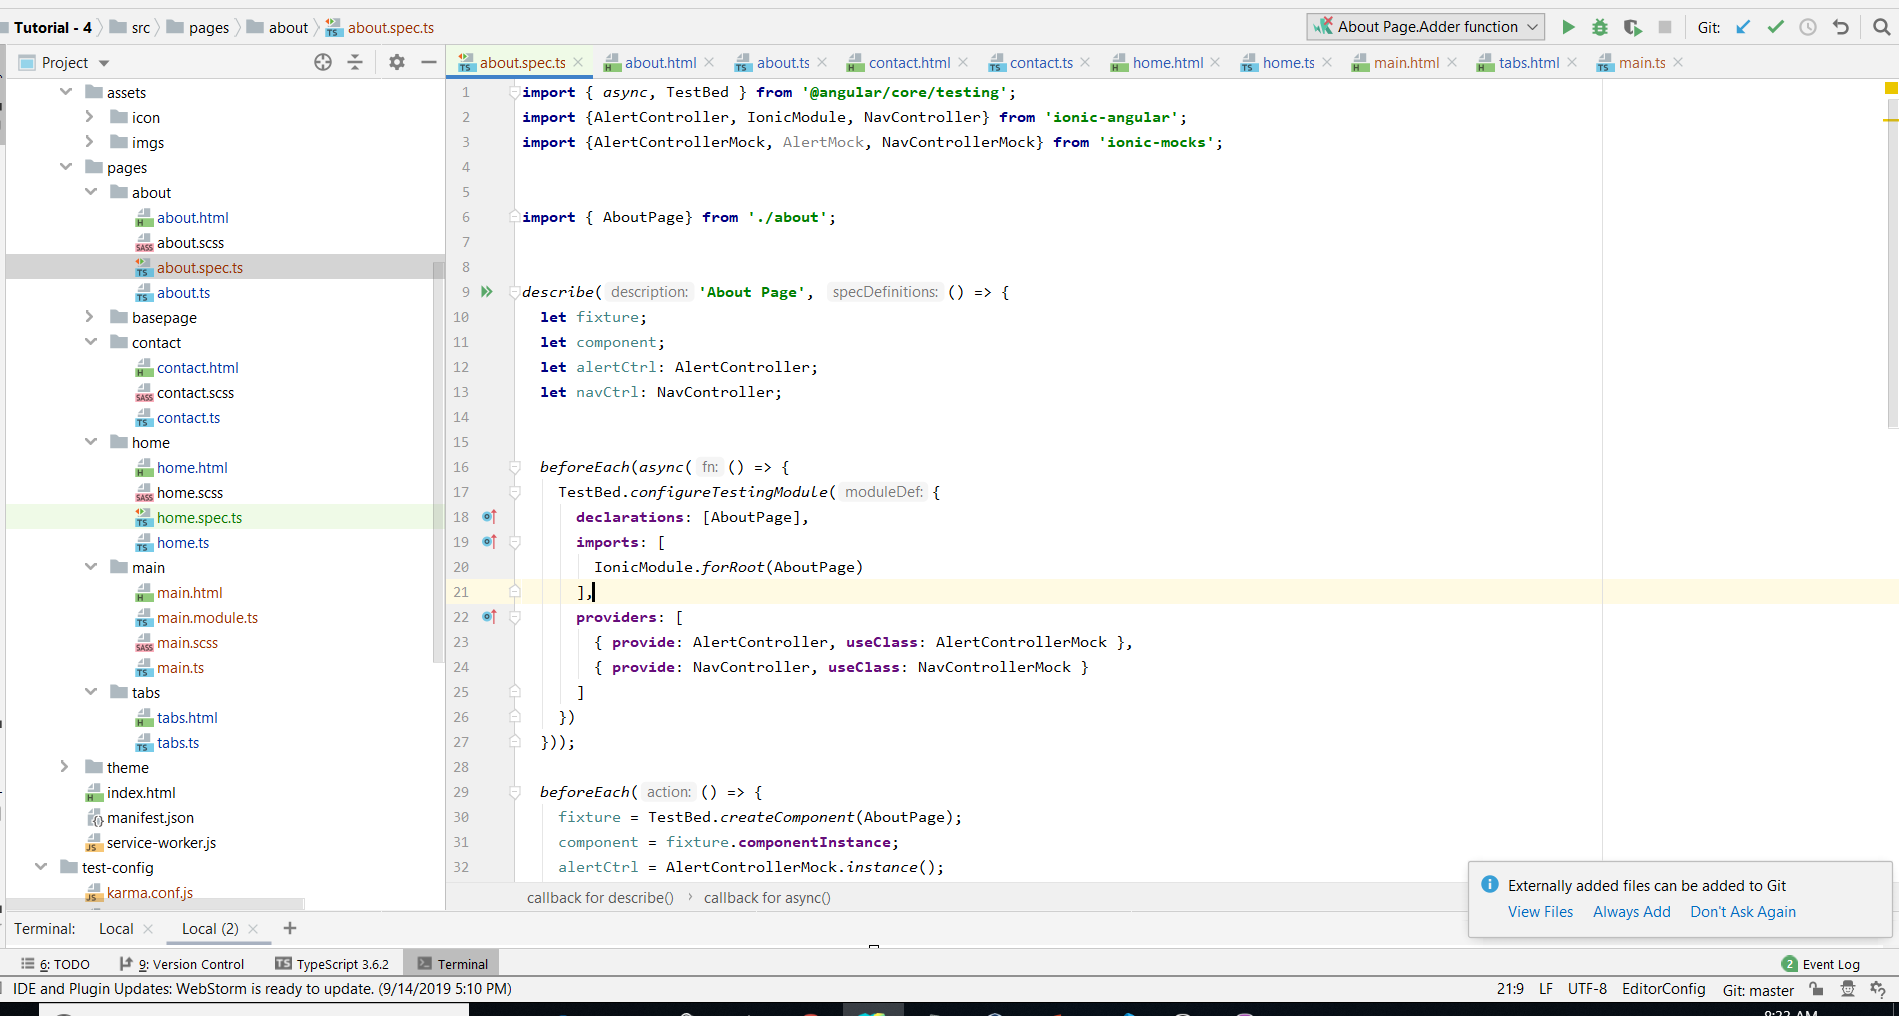 Tutorial - 4 src pages about about.spec.ts
About Page.Adder function Git:
Project
about.spec.ts about.html about.ts contact.html contact.ts home.html home.ts main.html tabs.html main.ts
assets
icon
imgs
pages
about
about.html
about.scss
about.spec.ts
about.ts
basepage
contact
contact.html
contact.scss
contact.ts
home
home.html
home.scss
home.spec.ts
home.ts
main
main.html
main.module.ts
main.scss
main.ts
tabs
tabs.html
tabs.ts
theme
index.html
manifest.json
service-worker.js
test-config
karma.conf.js
1 import { async, TestBed } from '@angular/core/testing';
2 import {AlertController, IonicModule, NavController} from 'ionic-angular';
3 import {AlertControllerMock, AlertMock, NavControllerMock} from 'ionic-mocks';
4
5
6 import { AboutPage} from './about';
7
8
9 describe( description: 'About Page', specDefinitions: () => {
10 let fixture;
11 let component;
12 let alertCtrl: AlertController;
13 let navCtrl: NavController;
14
15
16 beforeEach(async( fn: () => {
17 TestBed.configureTestingModule( moduleDef: {
18 declarations: [AboutPage],
19 imports: [
20 IonicModule.forRoot(AboutPage)
21 ],
22 providers: [
23 { provide: AlertController, useClass: AlertControllerMock },
24 { provide: NavController, useClass: NavControllerMock }
25 ]
26 })
27 }));
28
29 beforeEach( action: () => {
30 fixture = TestBed.createComponent(AboutPage);
31 component = fixture.componentInstance;
32 alertCtrl = AlertControllerMock.instance();
callback for describe() callback for async()
Externally added files can be added to Git
View Files Always Add Don't Ask Again
Terminal: Local Local (2)
6: TODO 9: Version Control TypeScript 3.6.2 Terminal 2 Event Log
IDE and Plugin Updates: WebStorm is ready to update. (9/14/2019 5:10 PM) 21:9 LF UTF-8 EditorConfig Git: master